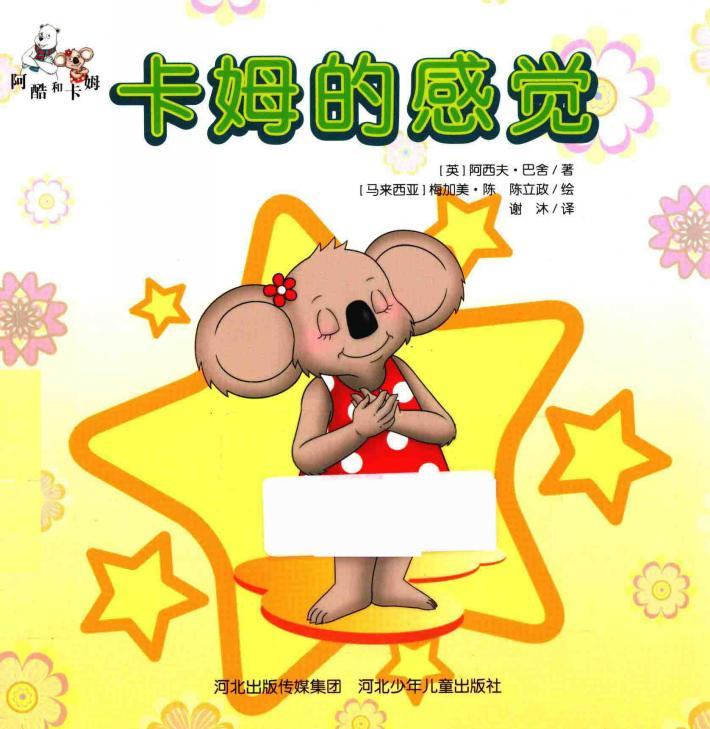 阿酷和卡姆
卡姆的感觉
[英]阿西夫·巴舍/著
[马来西亚]梅加美·陈 陈立政/绘
谢 沐/译
河北出版传媒集团 河北少年儿童出版社